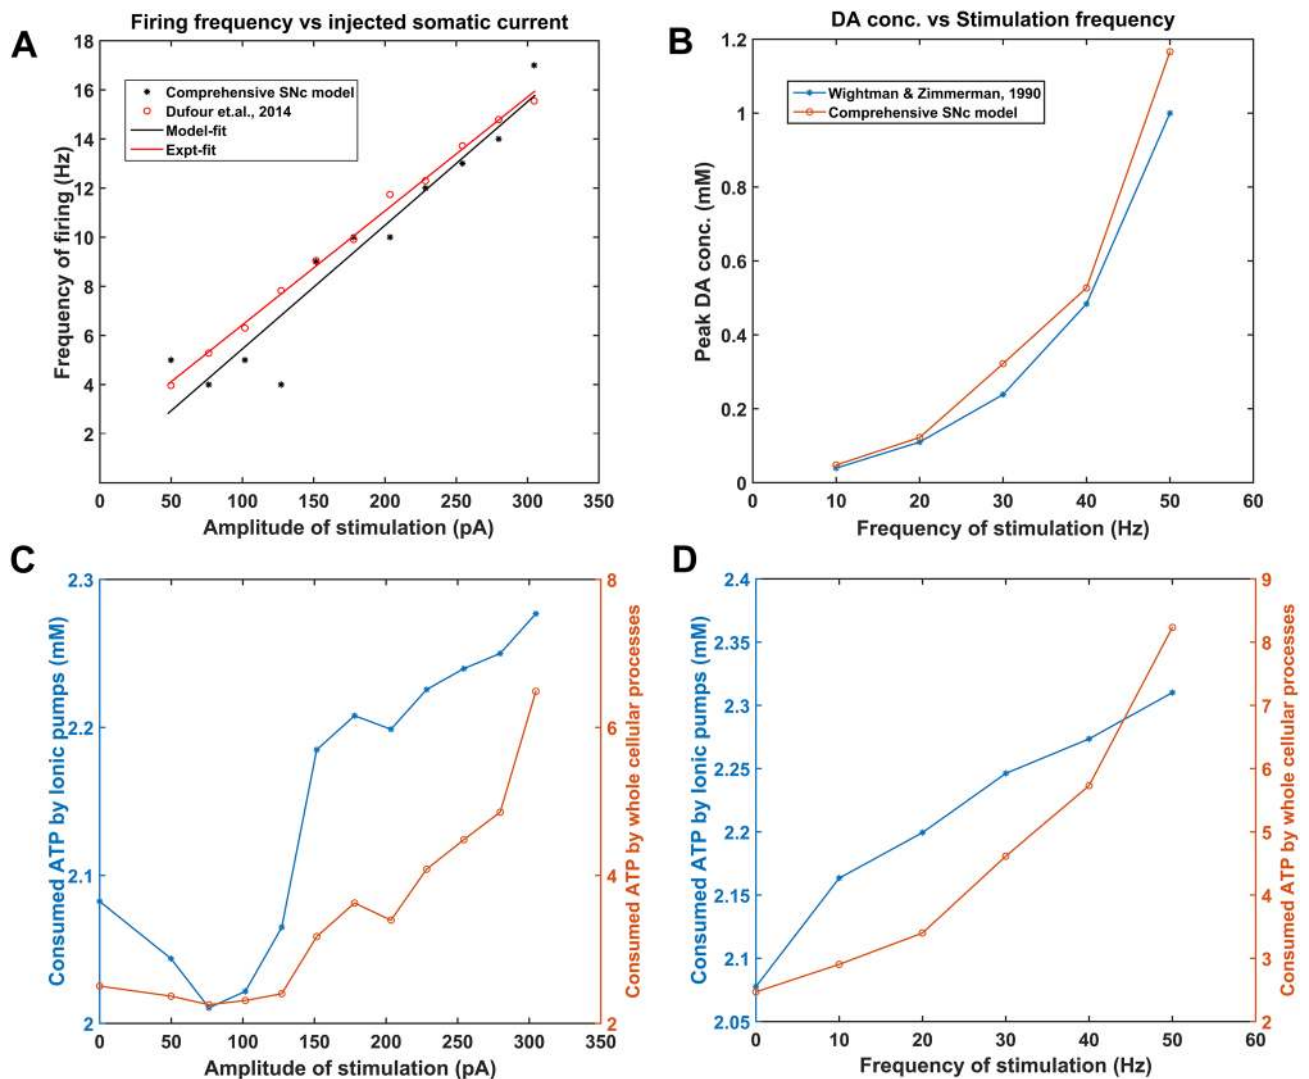 A
Firing frequency vs injected somatic current
Frequency of firing (Hz)
18
16
14
12
10
8
6
4
2
Comprehensive SNc model
Dufour et.al., 2014
Model-fit
Expt-fit
0 50 100 150 200 250 300 350
Amplitude of stimulation (pA)
B
DA conc. vs Stimulation frequency
Peak DA conc. (mM)
1.2
1
0.8
0.6
0.4
0.2
0
Wightman & Zimmerman, 1990
Comprehensive SNc model
0 10 20 30 40 50 60
Frequency of stimulation (Hz)
C
Consumed ATP by Ionic pumps (mM)
2.3
2.2
2.1
2
8
6
4
2
Consumed ATP by whole cellular processes
0 50 100 150 200 250 300 350
Amplitude of stimulation (pA)
D
Consumed ATP by Ionic pumps (mM)
2.4
2.35
2.3
2.25
2.2
2.15
2.1
2.05
9
8
7
6
5
4
3
2
Consumed ATP by whole cellular processes
0 10 20 30 40 50 60
Frequency of stimulation (Hz)